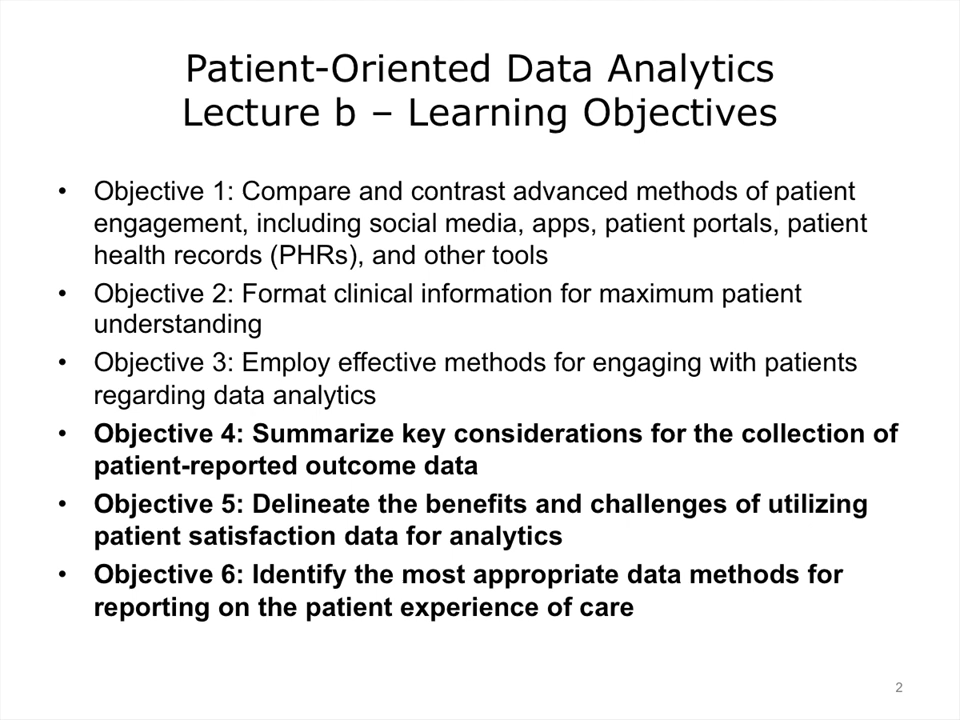 Patient-Oriented Data Analytics
Lecture b – Learning Objectives
• Objective 1: Compare and contrast advanced methods of patient
engagement, including social media, apps, patient portals, patient
health records (PHRs), and other tools
• Objective 2: Format clinical information for maximum patient
understanding
• Objective 3: Employ effective methods for engaging with patients
regarding data analytics
• Objective 4: Summarize key considerations for the collection of
patient-reported outcome data
• Objective 5: Delineate the benefits and challenges of utilizing
patient satisfaction data for analytics
• Objective 6: Identify the most appropriate data methods for
reporting on the patient experience of care
2